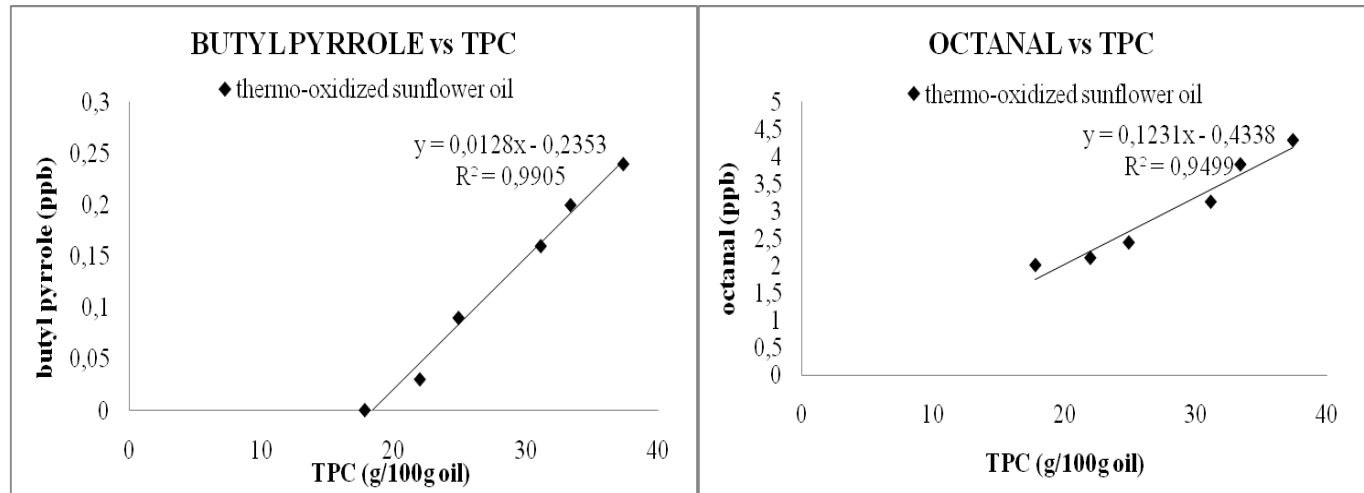 BUTYL PYRROLE vs TPC
thermo-oxidized sunflower oil
y = 0,0128x - 0,2353
R² = 0,9905
0,3
0,25
0,2
0,15
0,1
0,05
0
butyl pyrrole (ppb)
0 10 20 30 40
TPC (g/100g oil)
OCTANAL vs TPC
thermo-oxidized sunflower oil
y = 0,1231x - 0,4338
R² = 0,9499
5
4,5
4
3,5
3
2,5
2
1,5
1
0,5
0
octanal (ppb)
0 10 20 30 40
TPC (g/100g oil)